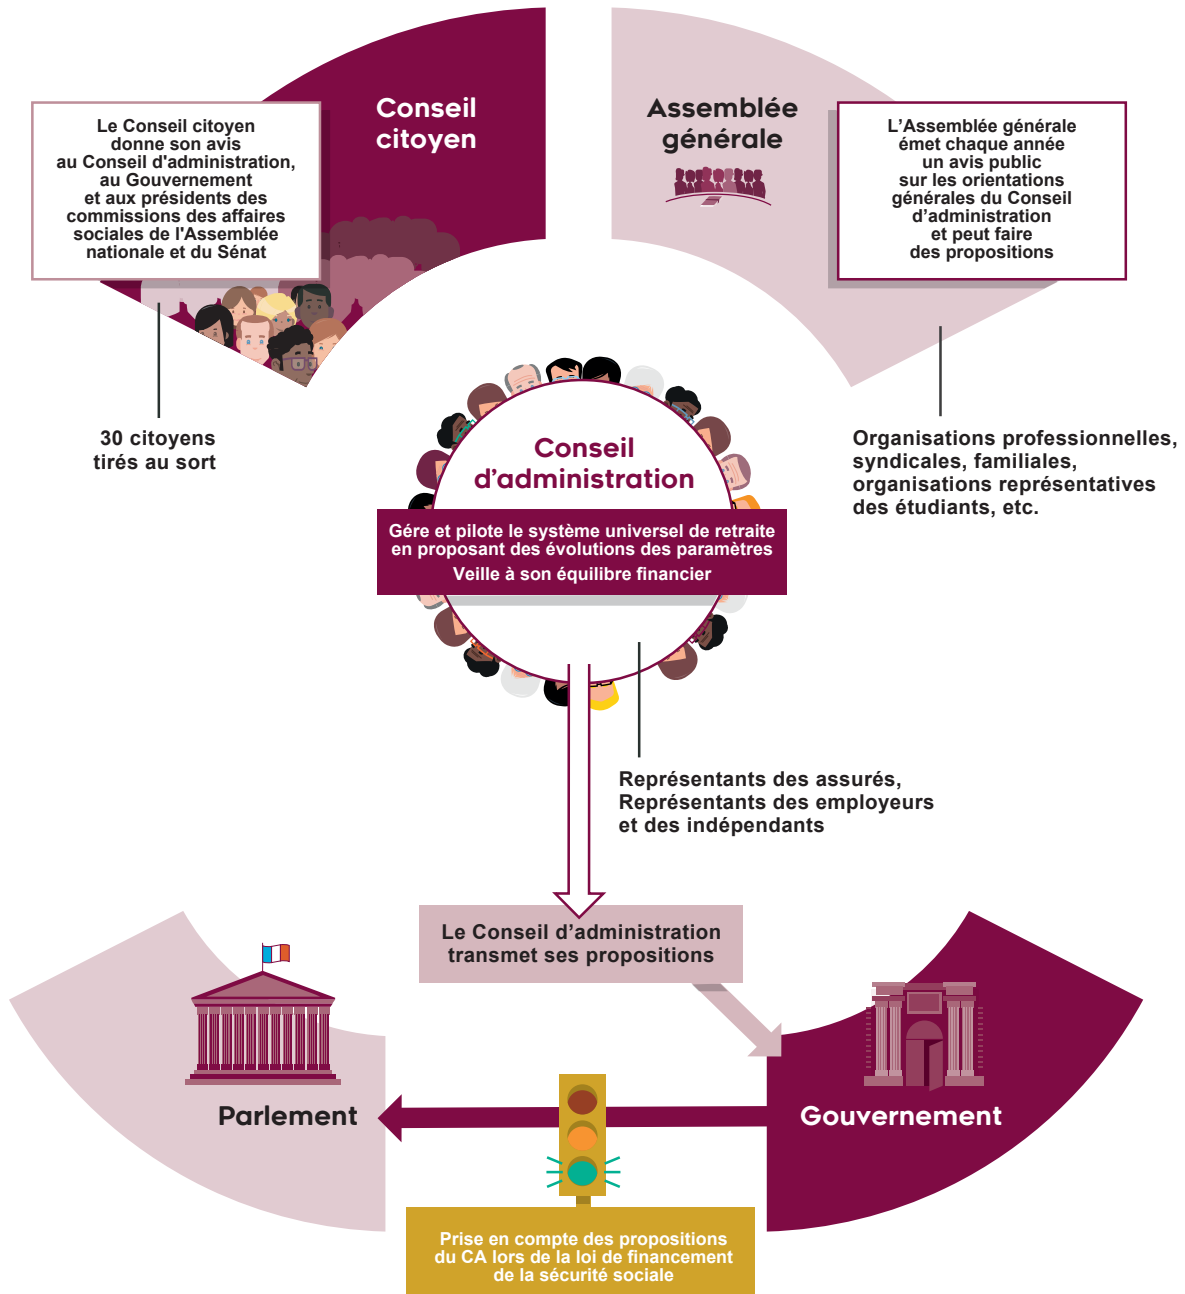 Conseil
citoyen
Le Conseil citoyen
donne son avis
au Conseil d'administration,
au Gouvernement
et aux présidents des
commissions des affaires
sociales de l'Assemblée
nationale et du Sénat
30 citoyens
tirés au sort
Assemblée
générale
L'Assemblée générale
émet chaque année
un avis public
sur les orientations
générales du Conseil
d'administration
et peut faire
des propositions
Organisations professionnelles,
syndicales, familiales,
organisations représentatives
des étudiants, etc.
Conseil
d'administration
Gére et pilote le système universel de retraite
en proposant des évolutions des paramètres
Veille à son équilibre financier
Représentants des assurés,
Représentants des employeurs
et des indépendants
Le Conseil d'administration
transmet ses propositions
Parlement
Gouvernement
Prise en compte des propositions
du CA lors de la loi de financement
de la sécurité sociale